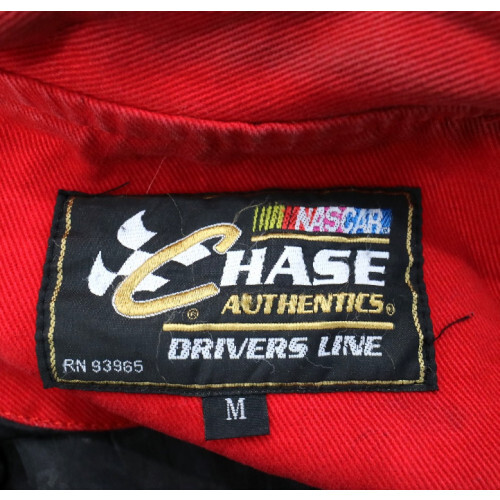 NASCAR®
CHASE
AUTHENTICS®
DRIVERS LINE
RN 93965
M